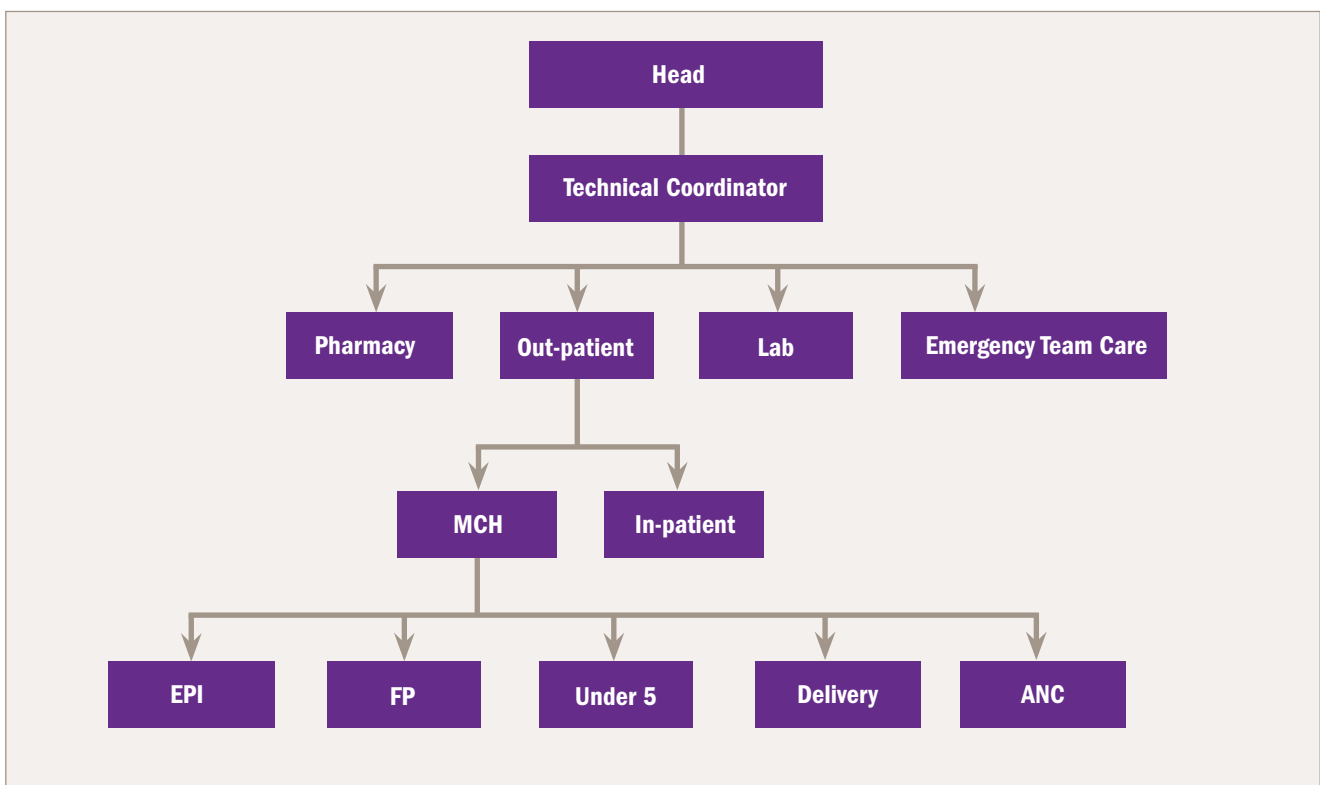 Head
Technical Coordinator
Pharmacy
Out-patient
Lab
Emergency Team Care
MCH
In-patient
EPI
FP
Under 5
Delivery
ANC